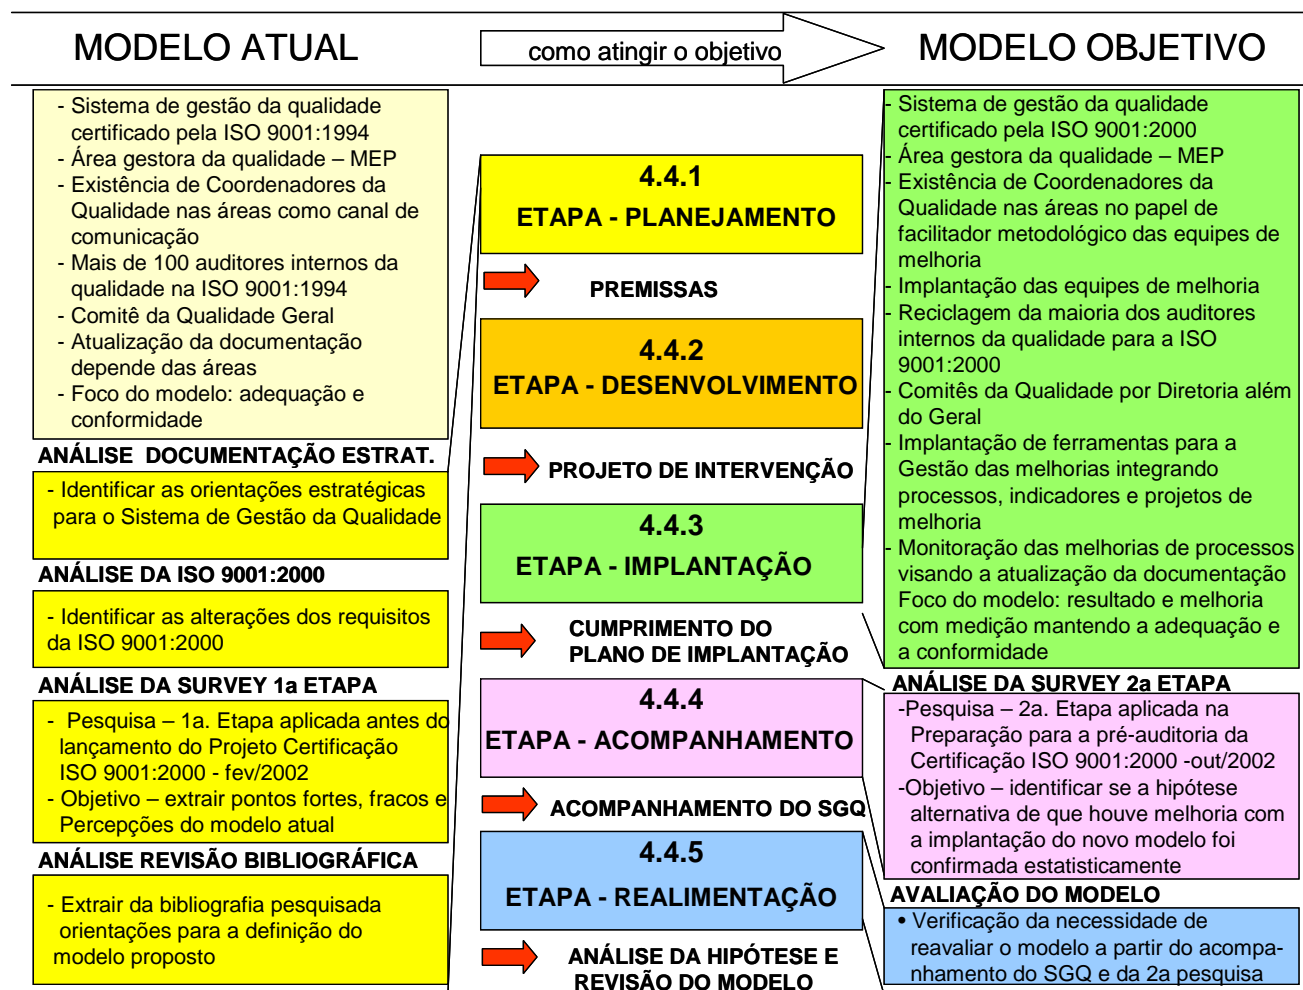 MODELO ATUAL
como atingir o objetivo
MODELO OBJETIVO
- Sistema de gestão da qualidade
certificado pela ISO 9001:1994
- Área gestora da qualidade – MEP
- Existência de Coordenadores da
Qualidade nas áreas como canal de
comunicação
- Mais de 100 auditores internos da
qualidade na ISO 9001:1994
- Comitê da Qualidade Geral
- Atualização da documentação
depende das áreas
- Foco do modelo: adequação e
conformidade
ANÁLISE DOCUMENTAÇÃO ESTRAT.
- Identificar as orientações estratégicas
para o Sistema de Gestão da Qualidade
ANÁLISE DA ISO 9001:2000
- Identificar as alterações dos requisitos
da ISO 9001:2000
ANÁLISE DA SURVEY 1a ETAPA
- Pesquisa – 1a. Etapa aplicada antes do
lançamento do Projeto Certificação
ISO 9001:2000 - fev/2002
- Objetivo – extrair pontos fortes, fracos e
Percepções do modelo atual
ANÁLISE REVISÃO BIBLIOGRÁFICA
- Extrair da bibliografia pesquisada
orientações para a definição do
modelo proposto
4.4.1
ETAPA - PLANEJAMENTO
PREMISSAS
4.4.2
ETAPA - DESENVOLVIMENTO
PROJETO DE INTERVENÇÃO
4.4.3
ETAPA - IMPLANTAÇÃO
CUMPRIMENTO DO
PLANO DE IMPLANTAÇÃO
4.4.4
ETAPA - ACOMPANHAMENTO
ACOMPANHAMENTO DO SGQ
4.4.5
ETAPA - REALIMENTAÇÃO
ANÁLISE DA HIPÓTESE E
REVISÃO DO MODELO
- Sistema de gestão da qualidade
certificado pela ISO 9001:2000
- Área gestora da qualidade – MEP
- Existência de Coordenadores da
Qualidade nas áreas no papel de
facilitador metodológico das equipes de
melhoria
- Implantação das equipes de melhoria
- Reciclagem da maioria dos auditores
internos da qualidade para a ISO
9001:2000
- Comitês da Qualidade por Diretoria além
do Geral
- Implantação de ferramentas para a
Gestão das melhorias integrando
processos, indicadores e projetos de
melhoria
- Monitoração das melhorias de processos
visando a atualização da documentação
Foco do modelo: resultado e melhoria
com medição mantendo a adequação e
a conformidade
ANÁLISE DA SURVEY 2a ETAPA
-Pesquisa – 2a. Etapa aplicada na
Preparação para a pré-auditoria da
Certificação ISO 9001:2000 -out/2002
-Objetivo – identificar se a hipótese
alternativa de que houve melhoria com
a implantação do novo modelo foi
confirmada estatisticamente
AVALIAÇÃO DO MODELO
• Verificação da necessidade de
reavaliar o modelo a partir do acompa-
nhamento do SGQ e da 2a pesquisa